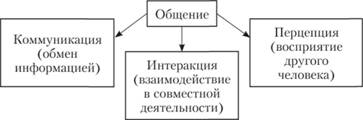 Общение
Коммуникация
(обмен
информацией)
Интеракция
(взаимодействие
в совместной
деятельности)
Перцепция
(восприятие
другого
человека)